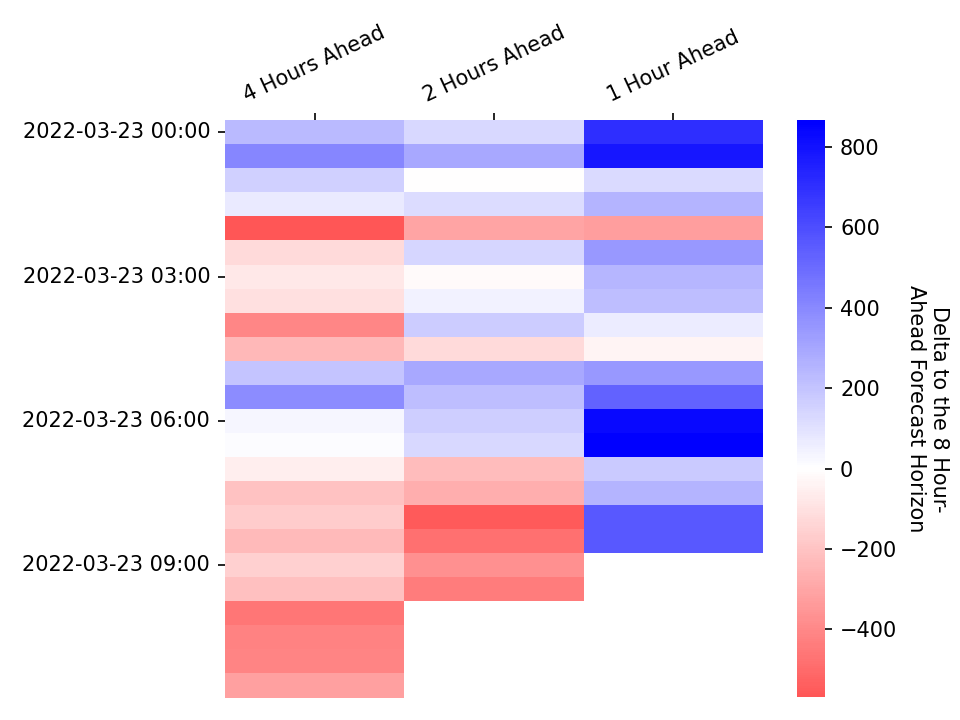 4 Hours Ahead
2 Hours Ahead
1 Hour Ahead
2022-03-23 00:00
2022-03-23 03:00
2022-03-23 06:00
2022-03-23 09:00
800
600
400
200
0
−200
−400
Delta to the 8 Hour-
Ahead Forecast Horizon